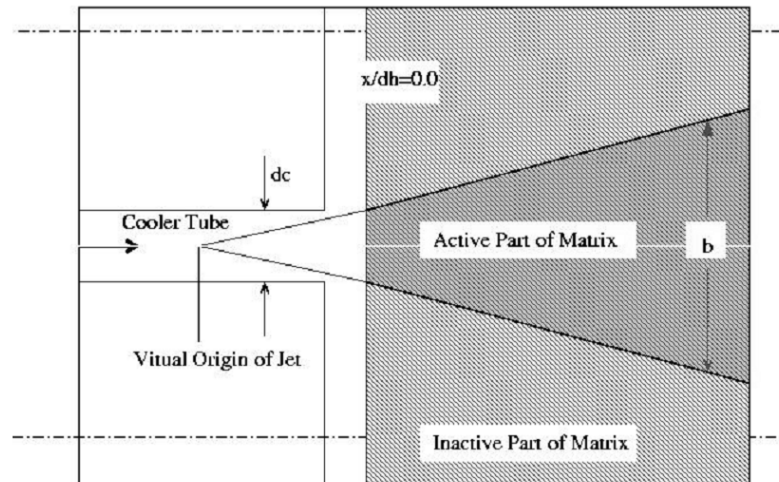 x/dh=0.0
dc
Cooler Tube
Active Part of Matrix
b
Vitual Origin of Jet
Inactive Part of Matrix